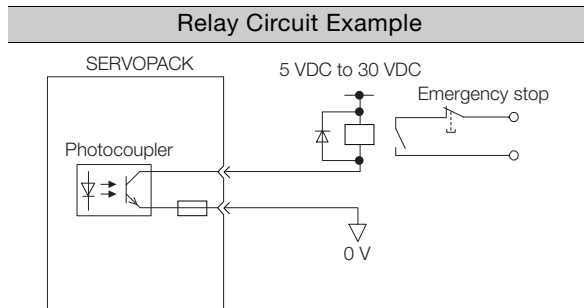 Relay Circuit Example
SERVOPACK
5 VDC to 30 VDC
Emergency stop
Photocoupler
0 V